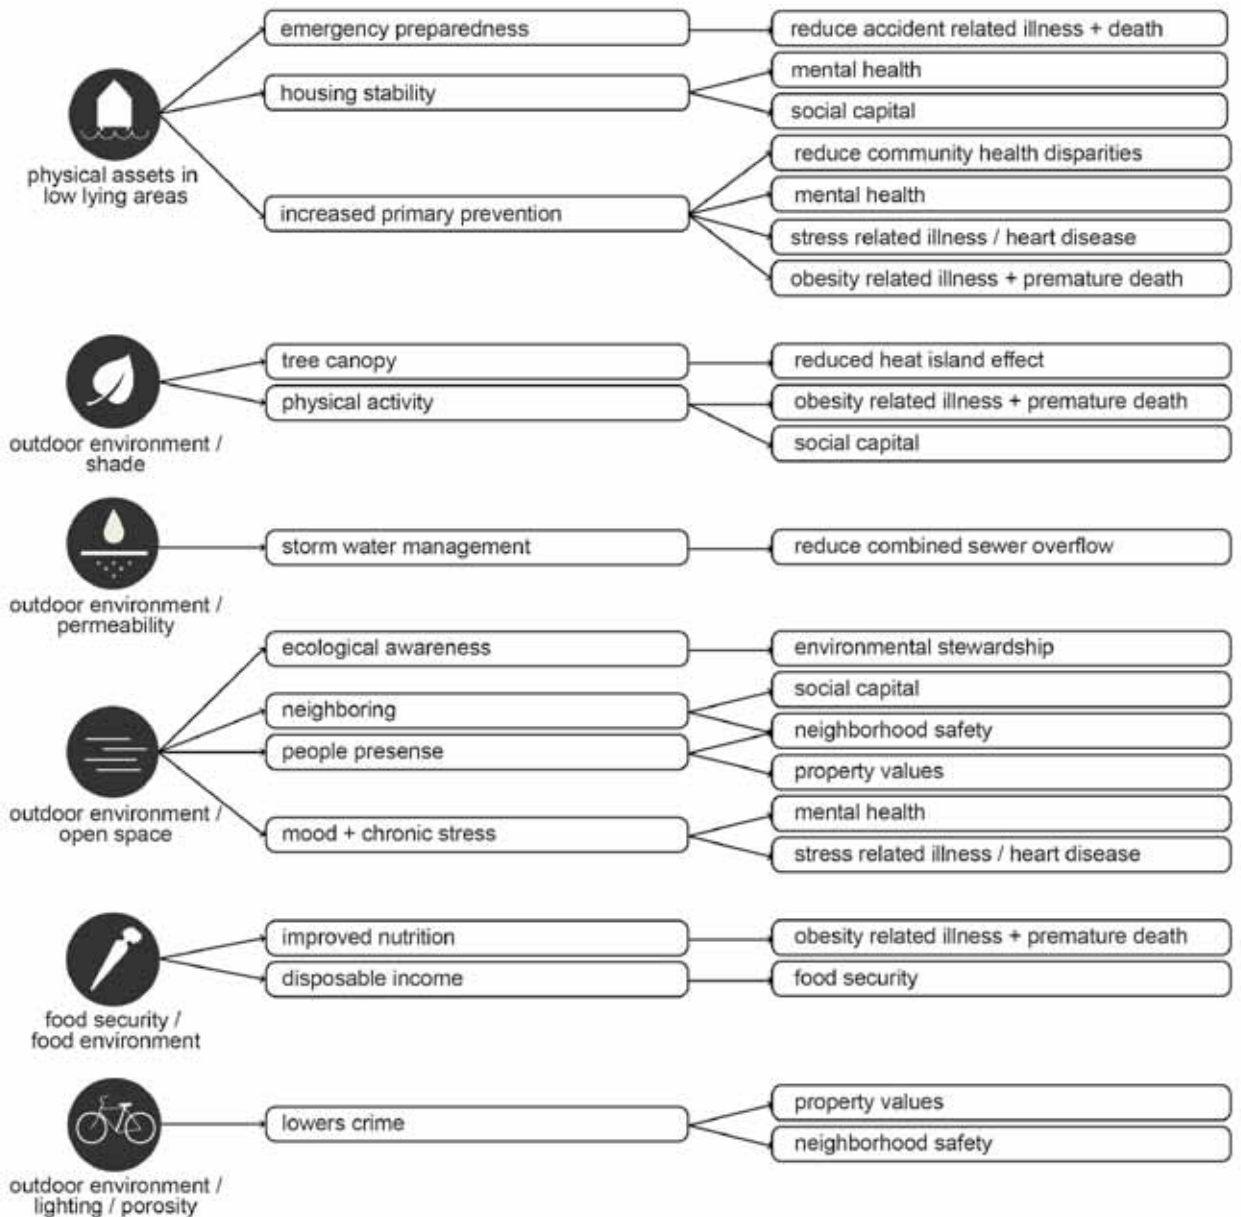 emergency preparedness
reduce accident related illness + death
housing stability
mental health
social capital
physical assets in
low lying areas
increased primary prevention
reduce community health disparities
mental health
stress related illness / heart disease
obesity related illness + premature death
tree canopy
reduced heat island effect
physical activity
obesity related illness + premature death
social capital
outdoor environment /
shade
storm water management
reduce combined sewer overflow
outdoor environment /
permeability
ecological awareness
environmental stewardship
neighboring
social capital
people presense
neighborhood safety
property values
outdoor environment /
open space
mood + chronic stress
mental health
stress related illness / heart disease
improved nutrition
obesity related illness + premature death
disposable income
food security
food security /
food environment
lowers crime
property values
neighborhood safety
outdoor environment /
lighting / porosity